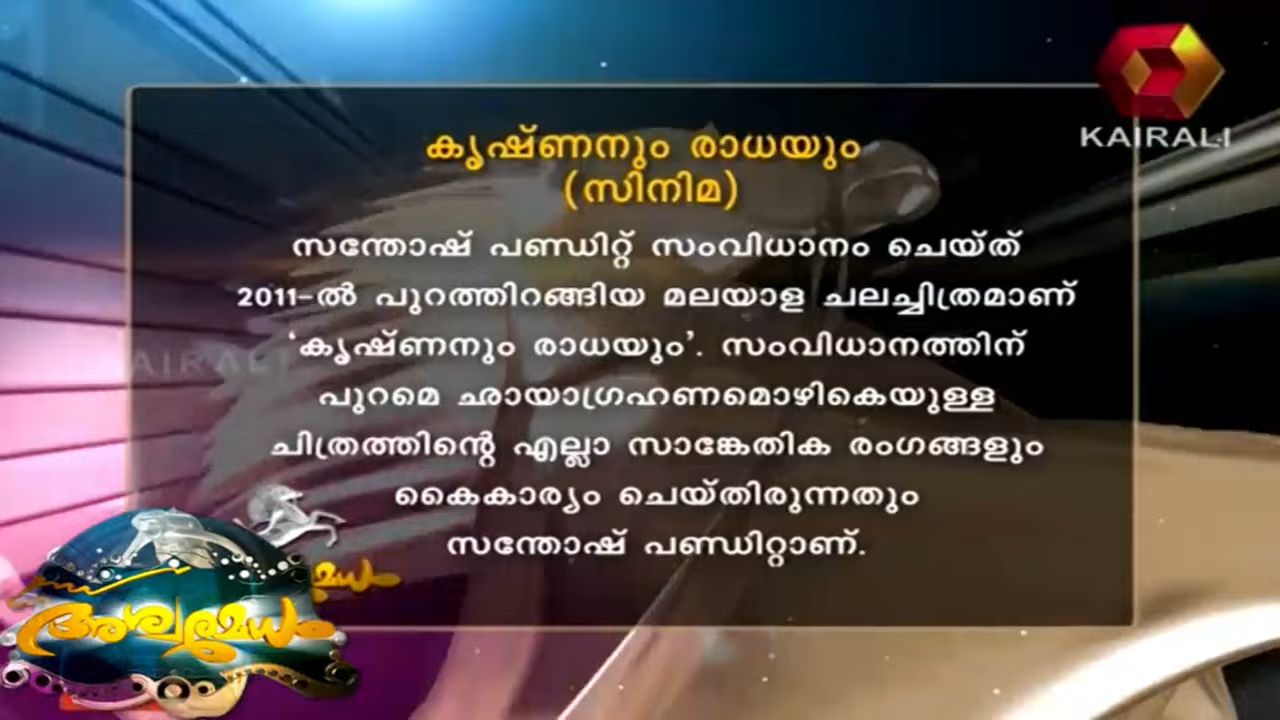 KAIRALI
കൃഷ്ണനും രാധയും
(സിനിമ)
സന്തോഷ് പണ്ഡിറ്റ് സംവിധാനം ചെയ്ത്
2011-ൽ പുറത്തിറങ്ങിയ മലയാള ചലച്ചിത്രമാണ്
‘കൃഷ്ണനും രാധയും’. സംവിധാനത്തിന്
പുറമെ ഛായാഗ്രഹണമൊഴികെയുള്ള
ചിത്രത്തിന്റെ എല്ലാ സാങ്കേതിക രംഗങ്ങളും
കൈകാര്യം ചെയ്തിരുന്നതും
സന്തോഷ് പണ്ഡിറ്റാണ്.
അശ്വമേധം